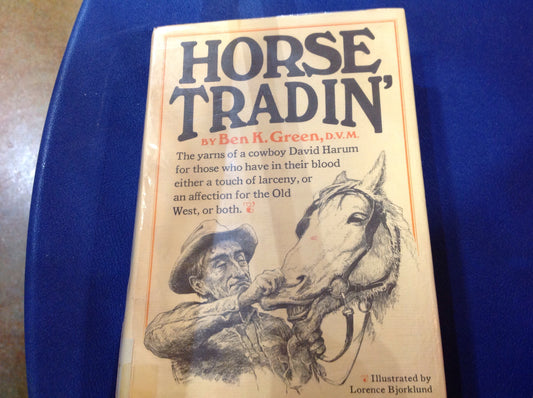 HORSE
TRADIN'
BY Ben K. Green, D.V.M.
The yarns of a cowboy David Harum
for those who have in their blood
either a touch of larceny, or
an affection for the Old
West, or both.
Illustrated by
Lorence Bjorklund